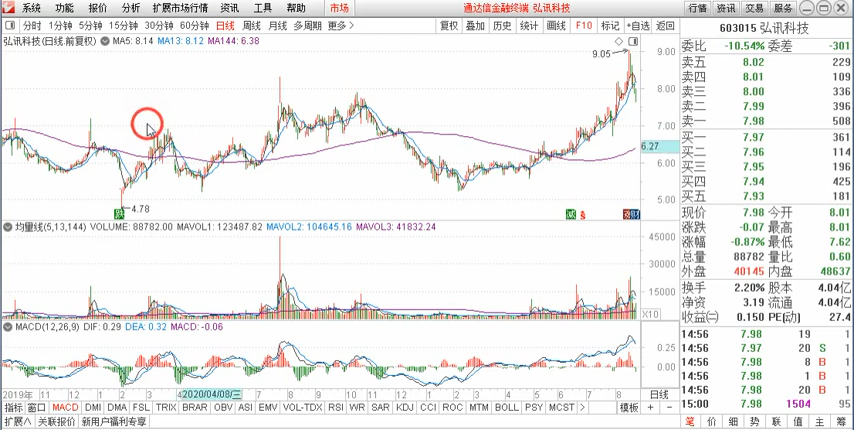 系统 功能 报价 分析 扩展市场行情 资讯 工具 帮助 市场 通达信金融终端 弘讯科技 行情 资讯 交易 服务
分时 1分钟 5分钟 15分钟 30分钟 60分钟 日线 周线 月线 多周期 更多> 复权 叠加 历史 统计 画线 F10 标记 *自选 返回
弘讯科技(日线.前复权) MA5: 8.14 MA13: 8.12 MA144: 6.38
9.05
9.00
8.00
7.00
6.27
6.00
5.00
4.78
跌
减
财
均量线(5,13,144) VOLUME: 88782.00 MAVOL1: 123487.82 MAVOL2: 104645.16 MAVOL3: 41832.24
45000
30000
15000
X10
MACD(12,26,9) DIF: 0.29 DEA: 0.32 MACD: -0.06
0.25
0.00
2019年 11 12 2 3 4 2020/04/08/三 7 8 9 10 11 12 2 3 4 5 6 7 8 日线
指标 窗口 MACD DMI DMA FSL TRIX BRAR OBV ASI EMV VOL-TDX RSI WR SAR KDJ CCI ROC MTM BOLL PSY MCST > 模板 + -
扩展∧ 关联报价 新用户福利专享
603015 弘讯科技
委比 -10.54% 委差 -301
卖五 8.02 229
卖四 8.01 109
卖三 8.00 336
卖二 7.99 396
卖一 7.98 508
买一 7.97 361
买二 7.96 114
买三 7.95 196
买四 7.94 425
买五 7.93 181
现价 7.98 今开 8.01
涨跌 -0.07 最高 8.01
涨幅 -0.87% 最低 7.62
总量 88782 量比 0.60
外盘 40145 内盘 48637
换手 2.20% 股本 4.04亿
净资 3.19 流通 4.04亿
收益㈡ 0.150 PE(动) 27.4
14:56 7.98 19 1
14:56 7.97 20 S 1
14:56 7.98 8 B 1
14:56 7.98 1 B 1
14:56 7.98 20 B 1
15:00 7.98 1504 95
笔 价 细 势 联 值 主 筹